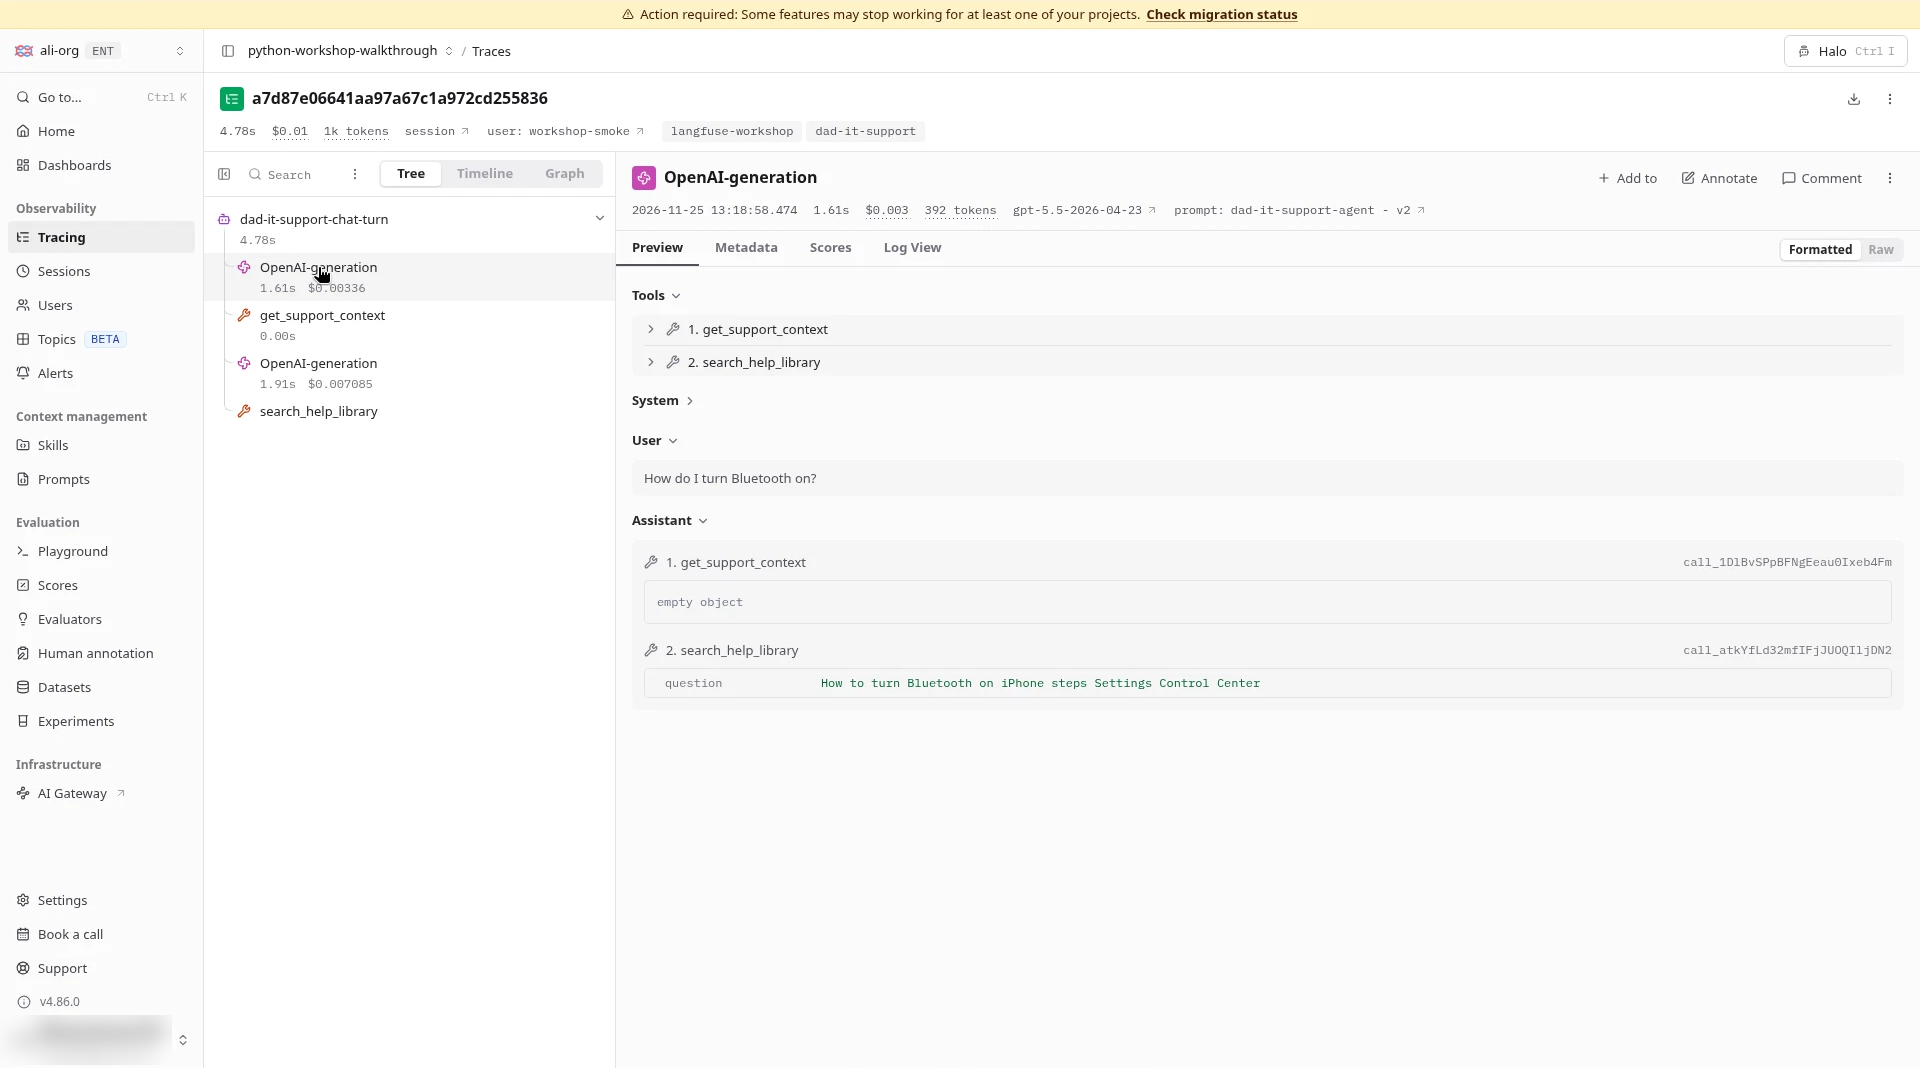 Action required: Some features may stop working for at least one of your projects. Check migration status
ali-org ENT
python-workshop-walkthrough / Traces
Halo Ctrl I
Go to... Ctrl K
Home
Dashboards
Observability
Tracing
Sessions
Users
Topics BETA
Alerts
Context management
Skills
Prompts
Evaluation
Playground
Scores
Evaluators
Human annotation
Datasets
Experiments
Infrastructure
AI Gateway
Settings
Book a call
Support
v4.86.0
a7d87e06641aa97a67c1a972cd255836
4.78s $0.01 1k tokens session user: workshop-smoke langfuse-workshop dad-it-support
Search Tree Timeline Graph
dad-it-support-chat-turn
4.78s
OpenAI-generation
1.61s $0.00336
get_support_context
0.00s
OpenAI-generation
1.91s $0.007085
search_help_library
OpenAI-generation
Add to Annotate Comment
2026-11-25 13:18:58.474 1.61s $0.003 392 tokens gpt-5.5-2026-04-23 prompt: dad-it-support-agent - v2
Preview Metadata Scores Log View Formatted Raw
Tools
1. get_support_context
2. search_help_library
System
User
How do I turn Bluetooth on?
Assistant
1. get_support_context call_1DlBvSPpBFNgEeau0Ixeb4Fm
empty object
2. search_help_library call_atkYfLd32mfIFjJUOQIljDN2
question How to turn Bluetooth on iPhone steps Settings Control Center